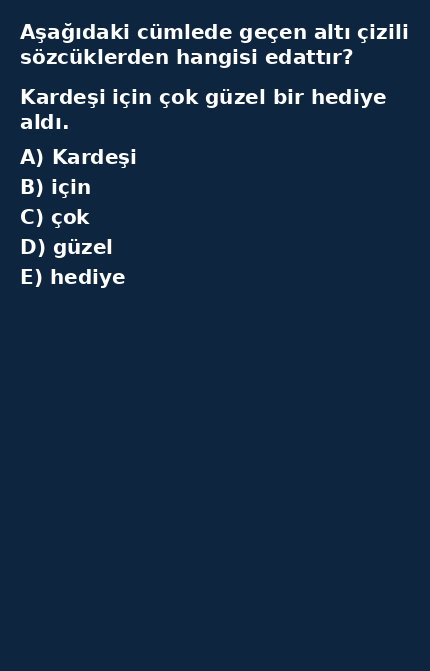 Aşağıdaki cümlede geçen altı çizili
sözcüklerden hangisi edattır?
Kardeşi için çok güzel bir hediye
aldı.
A) Kardeşi
B) için
C) çok
D) güzel
E) hediye